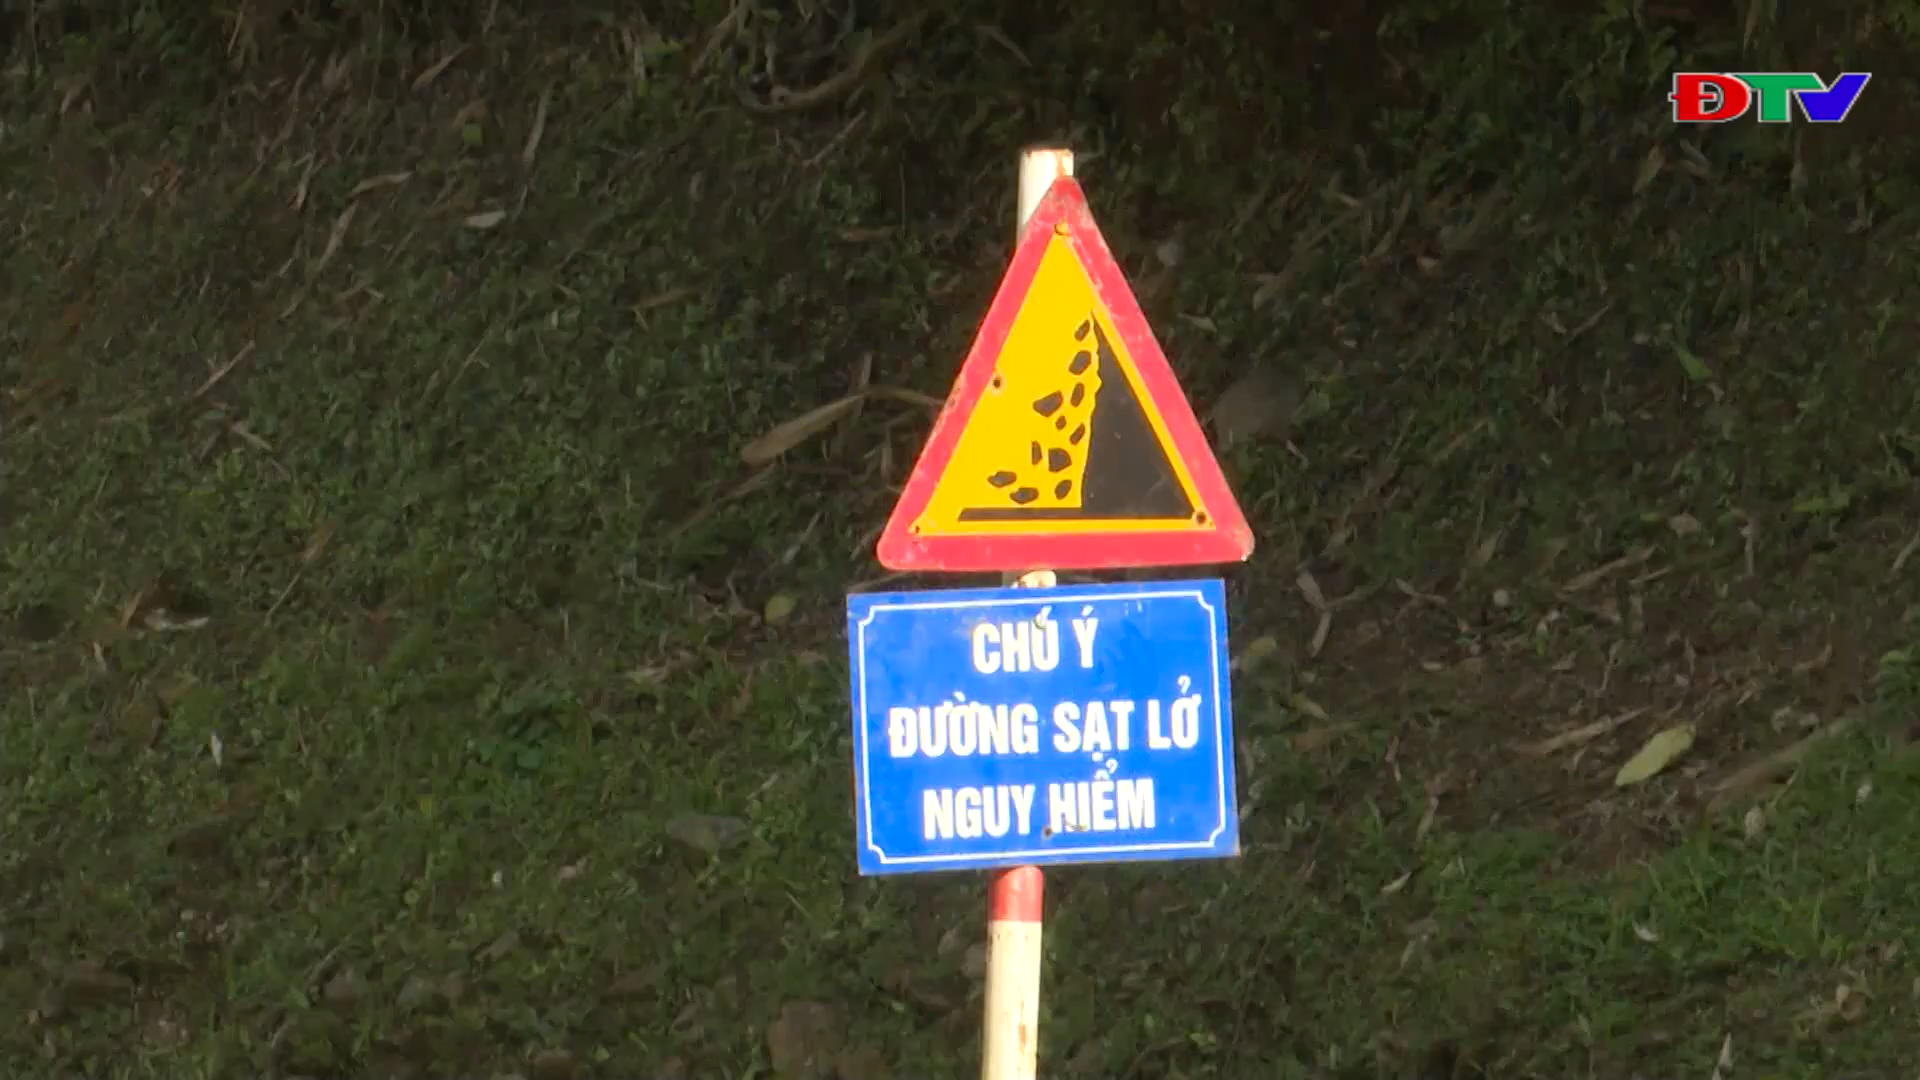 ĐTV
CHÚ Ý
ĐƯỜNG SẠT LỞ
NGUY HIỂM